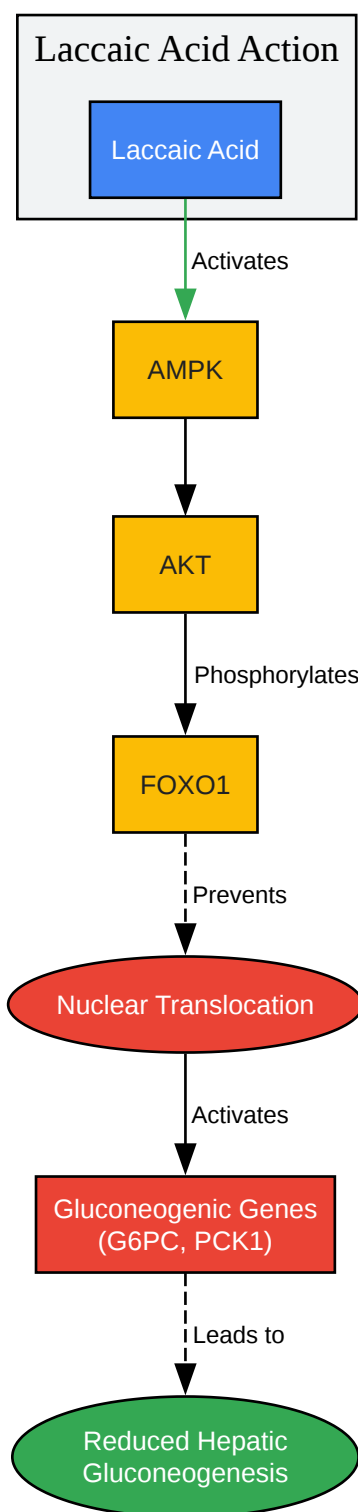 Laccaic Acid Action
Laccaic Acid
Activates
AMPK
AKT
Phosphorylates
FOXO1
Prevents
Nuclear Translocation
Activates
Gluconeogenic Genes
(G6PC, PCK1)
Leads to
Reduced Hepatic
Gluconeogenesis